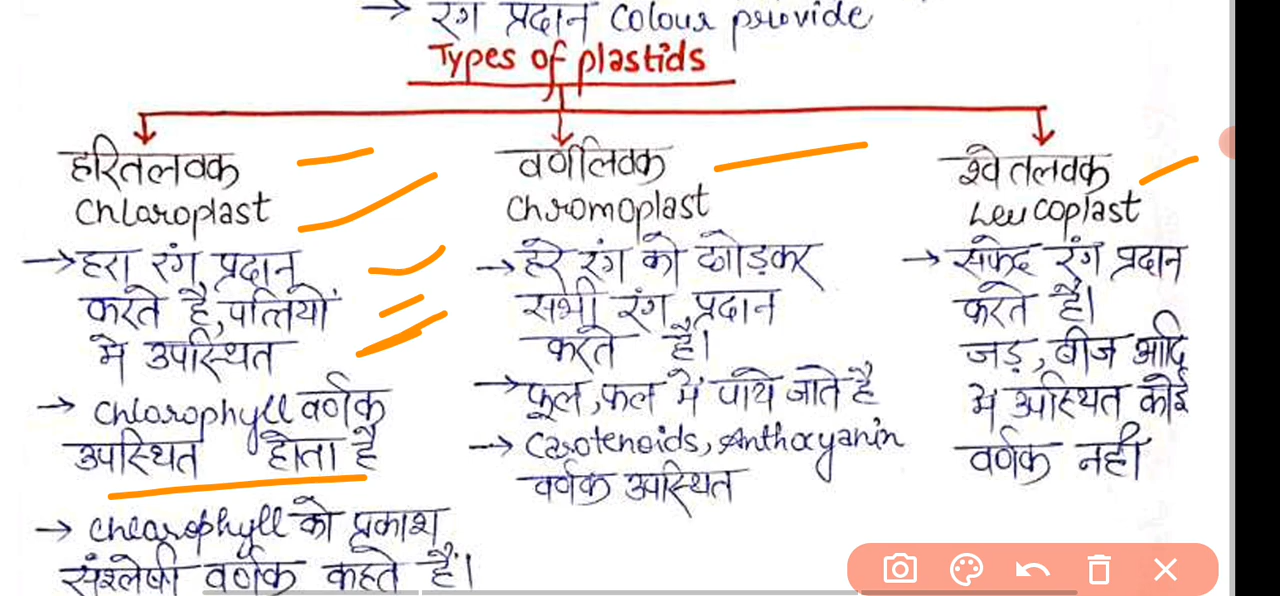 → रंग प्रदान Colour provide
Types of plastids
हरितलवक
Chloroplast
→ हरा रंग प्रदान
करते है, पत्तियों
मे उपस्थित
→ Chlorophyll वर्णक
उपस्थित होता है
→ Chlorophyll को प्रकाश
संश्लेषी वर्णक कहते हैं।
वर्णीलवक
Chromoplast
→ हरे रंग को छोड़कर
सभी रंग प्रदान
करते हैं।
→ फूल, फल में पाये जाते है
→ Carotenoids, Anthocyanin
वर्णक उपस्थित
श्वेतलवक
Leucoplast
→ सफेद रंग प्रदान
करते हैं।
जड़, बीज आदि
मे उपस्थित कोई
वर्णक नही